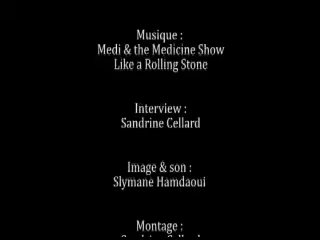 Musique :
Medi & the Medicine Show
Like a Rolling Stone
Interview :
Sandrine Cellard
Image & son :
Slymane Hamdaoui
Montage :